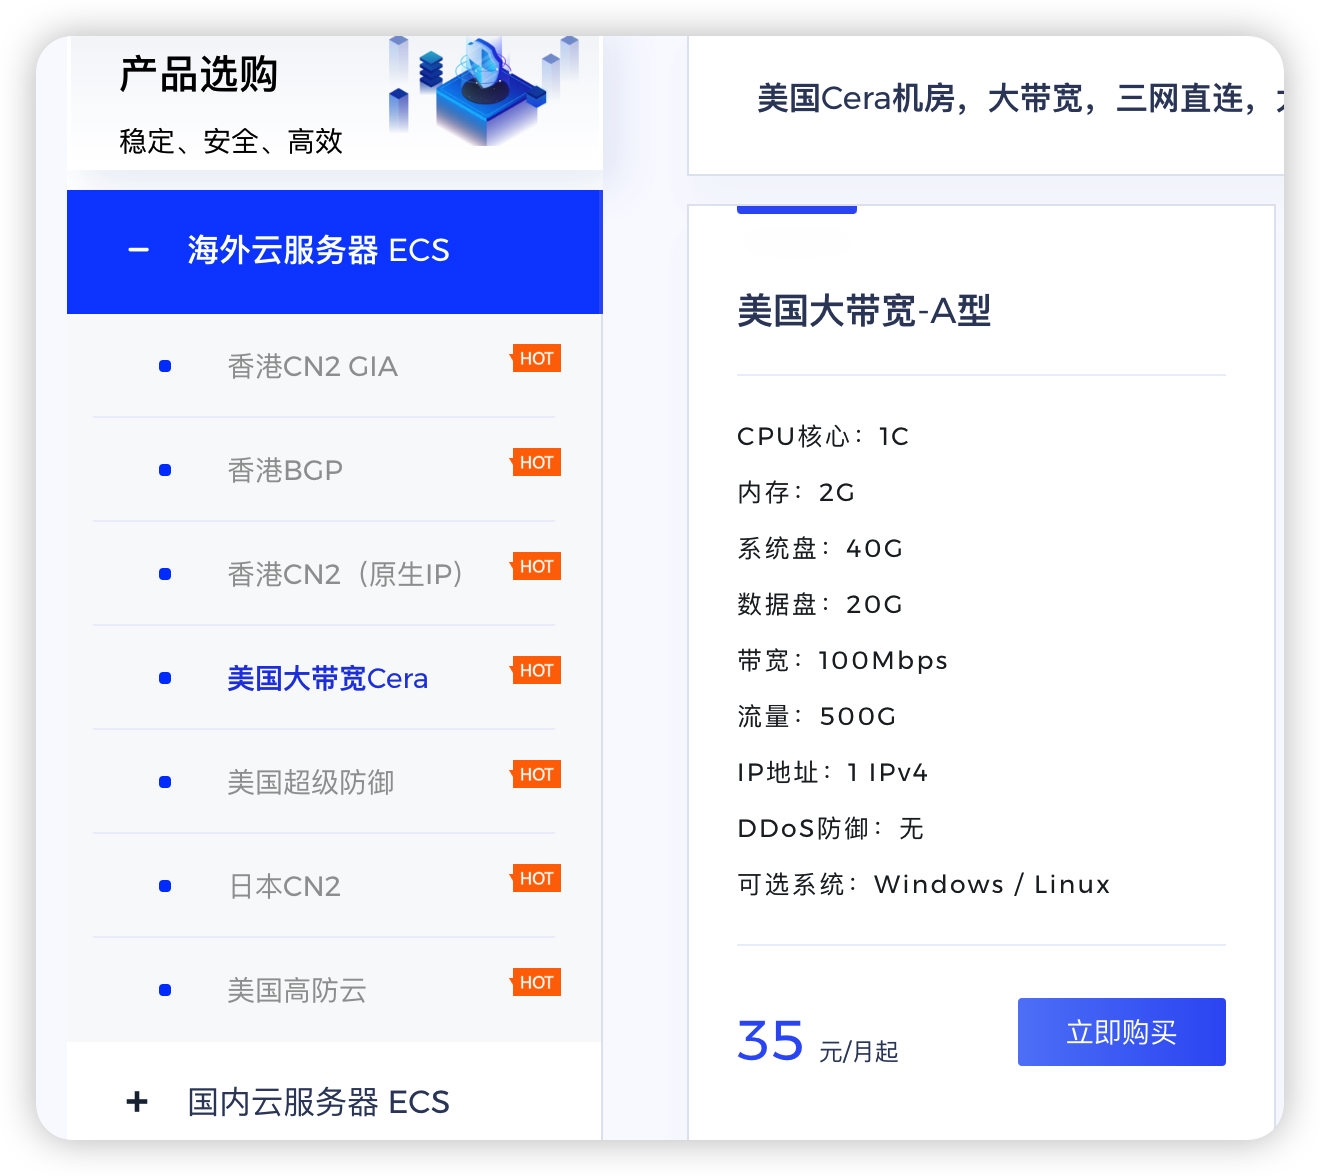 产品选购
稳定、安全、高效
海外云服务器 ECS
香港CN2 GIA
HOT
香港BGP
HOT
香港CN2（原生IP）
HOT
美国大带宽Cera
HOT
美国超级防御
HOT
日本CN2
HOT
美国高防云
HOT
国内云服务器 ECS
美国Cera机房，大带宽，三网直连，
美国大带宽-A型
CPU核心：1C
内存：2G
系统盘：40G
数据盘：20G
带宽：100Mbps
流量：500G
IP地址：1 IPv4
DDoS防御：无
可选系统：Windows / Linux
35 元/月起
立即购买